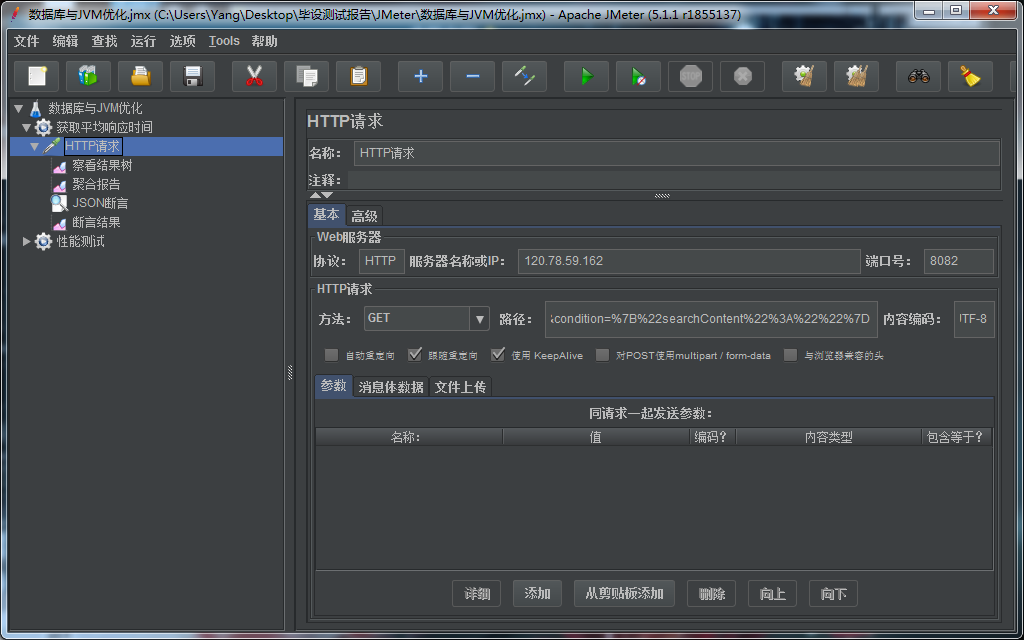 数据库与JVM优化.jmx (C:\Users\Yang\Desktop\毕设测试报告\JMeter\数据库与JVM优化.jmx) - Apache JMeter (5.1.1 r1855137)
文件 编辑 查找 运行 选项 Tools 帮助
STOP
数据库与JVM优化
获取平均响应时间
HTTP请求
察看结果树
聚合报告
JSON断言
断言结果
性能测试
HTTP请求
名称： HTTP请求
注释：
基本 高级
Web服务器
协议： HTTP 服务器名称或IP： 120.78.59.162 端口号： 8082
HTTP请求
方法： GET 路径： condition=%7B%22searchContent%22%3A%22%22%7D 内容编码： TF-8
自动重定向 跟随重定向 使用 KeepAlive 对POST使用multipart / form-data 与浏览器兼容的头
参数 消息体数据 文件上传
同请求一起发送参数：
名称： 值 编码？ 内容类型 包含等于？
详细 添加 从剪贴板添加 删除 向上 向下